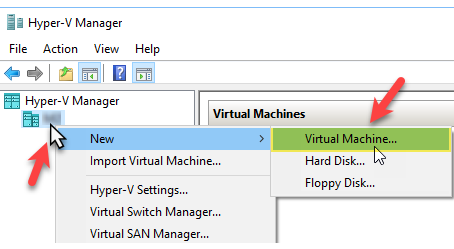 Hyper-V Manager
File Action View Help
Hyper-V Manager
Virtual Machines
New
Virtual Machine...
Import Virtual Machine...
Hard Disk...
Floppy Disk...
Hyper-V Settings...
Virtual Switch Manager...
Virtual SAN Manager...